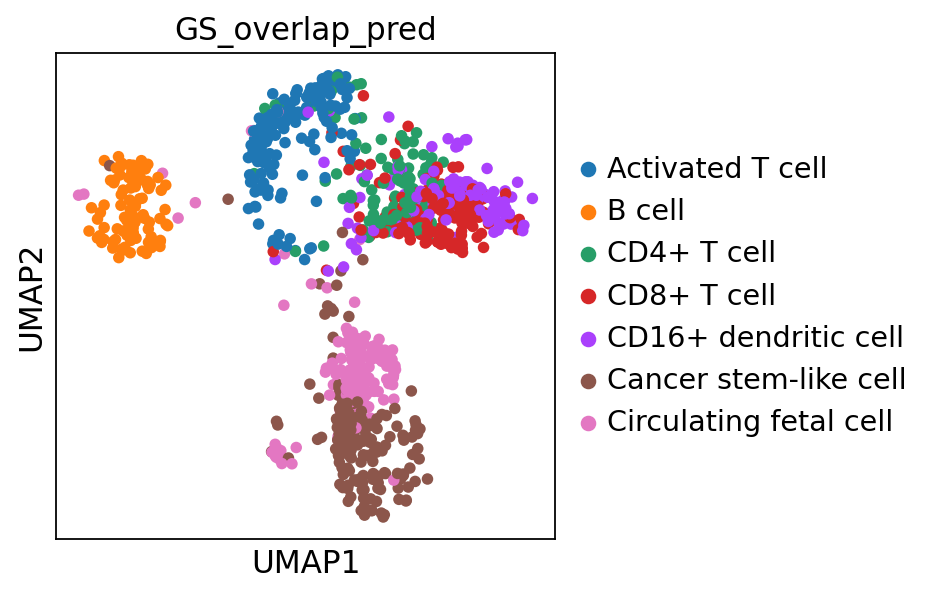 GS_overlap_pred
UMAP2
UMAP1
Activated T cell
B cell
CD4+ T cell
CD8+ T cell
CD16+ dendritic cell
Cancer stem-like cell
Circulating fetal cell